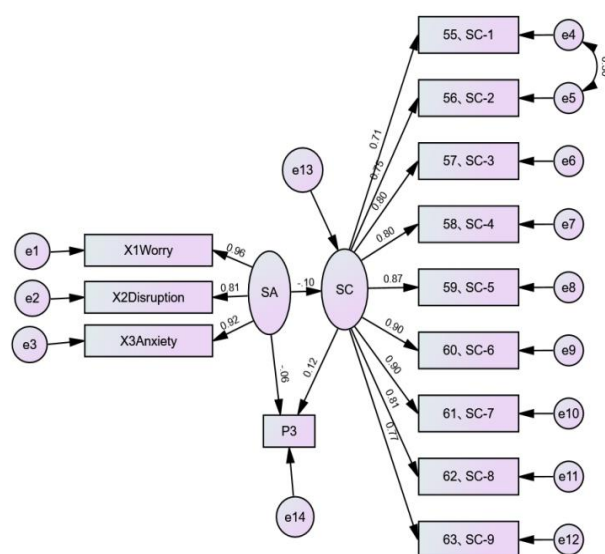 55、SC-1
e4
56、SC-2
e5
57、SC-3
e6
58、SC-4
e7
59、SC-5
e8
60、SC-6
e9
61、SC-7
e10
62、SC-8
e11
63、SC-9
e12
0.71
0.75
0.80
0.80
0.87
0.90
0.90
0.81
0.77
e13
SC
SA
-.10
e1
X1Worry
0.96
e2
X2Disruption
0.81
e3
X3Anxiety
0.92
-.06
0.12
P3
e14